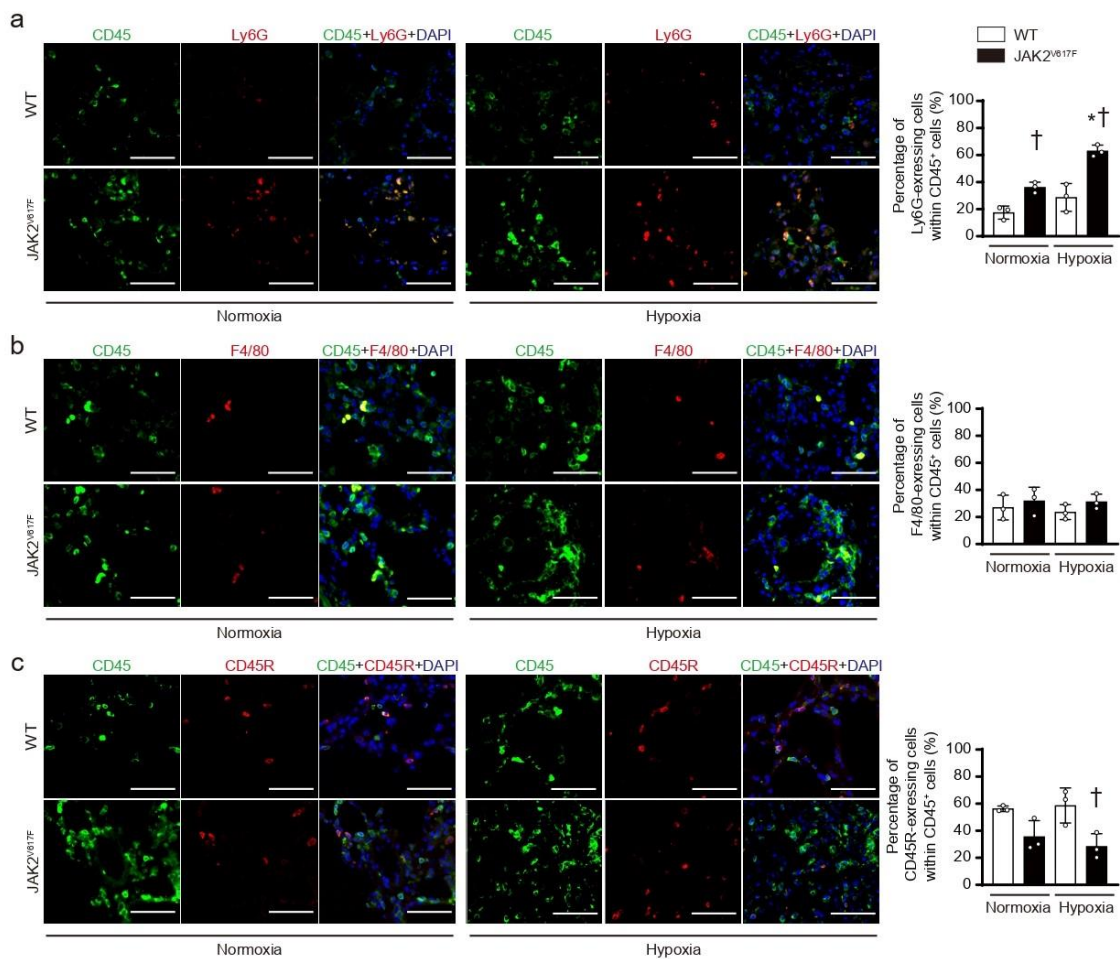 a
CD45 Ly6G CD45+Ly6G+DAPI CD45 Ly6G CD45+Ly6G+DAPI
WT
JAK2V617F
Normoxia Hypoxia
WT
JAK2V617F
Percentage of
Ly6G-exressing cells
within CD45+ cells (%)
100
80
60
40
20
0
†
*†
Normoxia Hypoxia
b
CD45 F4/80 CD45+F4/80+DAPI CD45 F4/80 CD45+F4/80+DAPI
WT
JAK2V617F
Normoxia Hypoxia
Percentage of
F4/80-expressing cells
within CD45+ cells (%)
100
80
60
40
20
0
Normoxia Hypoxia
c
CD45 CD45R CD45+CD45R+DAPI CD45 CD45R CD45+CD45R+DAPI
WT
JAK2V617F
Normoxia Hypoxia
Percentage of
CD45R-expressing cells
within CD45+ cells (%)
100
80
60
40
20
0
†
Normoxia Hypoxia